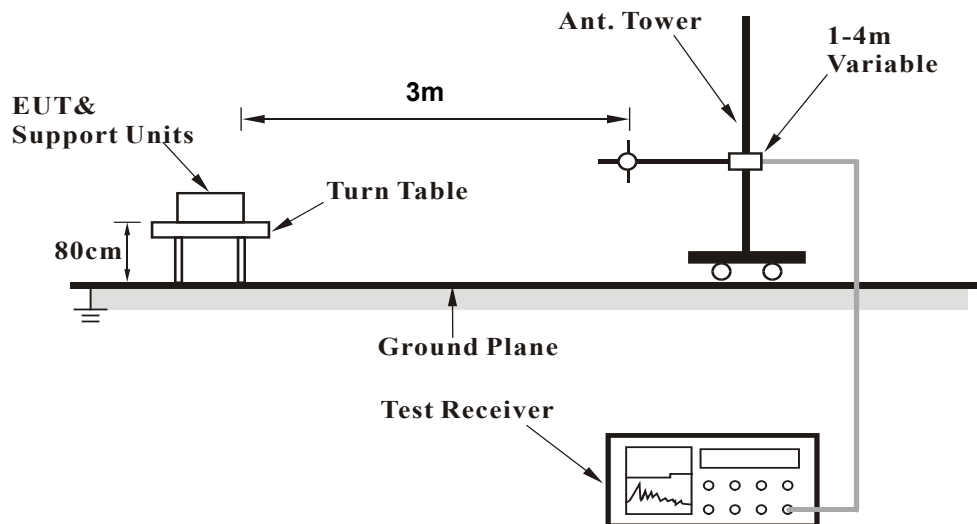 Ant. Tower
1-4m
Variable
3m
EUT&
Support Units
Turn Table
80cm
Ground Plane
Test Receiver